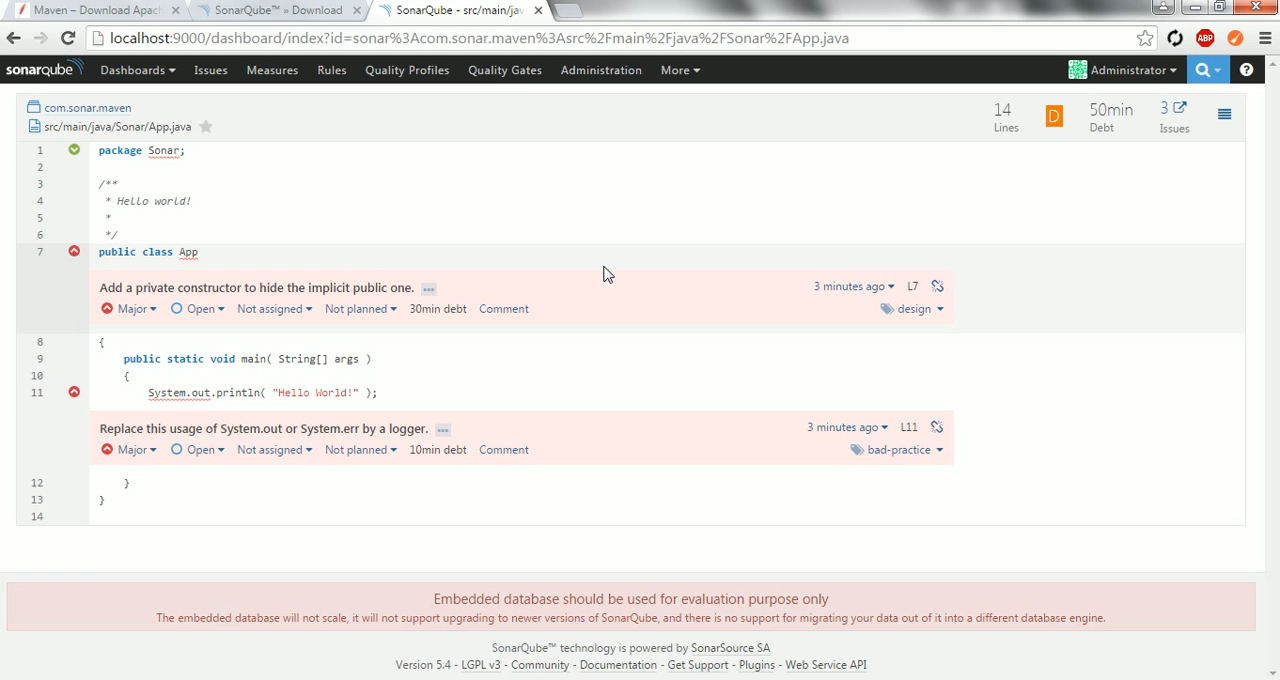 Maven – Download Apach
SonarQube™ » Download
SonarQube - src/main/jav
localhost:9000/dashboard/index?id=sonar%3Acom.sonar.maven%3Asrc%2Fmain%2Fjava%2FSonar%2FApp.java
ABP
sonarqube Dashboards Issues Measures Rules Quality Profiles Quality Gates Administration More Administrator ?
com.sonar.maven
src/main/java/Sonar/App.java
14 Lines
D
50min Debt
3 Issues
1 package Sonar;
2
3 /**
4 * Hello world!
5 *
6 */
7 public class App
Add a private constructor to hide the implicit public one. ... 3 minutes ago L7
Major Open Not assigned Not planned 30min debt Comment design
8 {
9 public static void main( String[] args )
10 {
11 System.out.println( "Hello World!" );
Replace this usage of System.out or System.err by a logger. ... 3 minutes ago L11
Major Open Not assigned Not planned 10min debt Comment bad-practice
12 }
13 }
14
Embedded database should be used for evaluation purpose only
The embedded database will not scale, it will not support upgrading to newer versions of SonarQube, and there is no support for migrating your data out of it into a different database engine.
SonarQube™ technology is powered by SonarSource SA
Version 5.4 - LGPL v3 - Community - Documentation - Get Support - Plugins - Web Service API